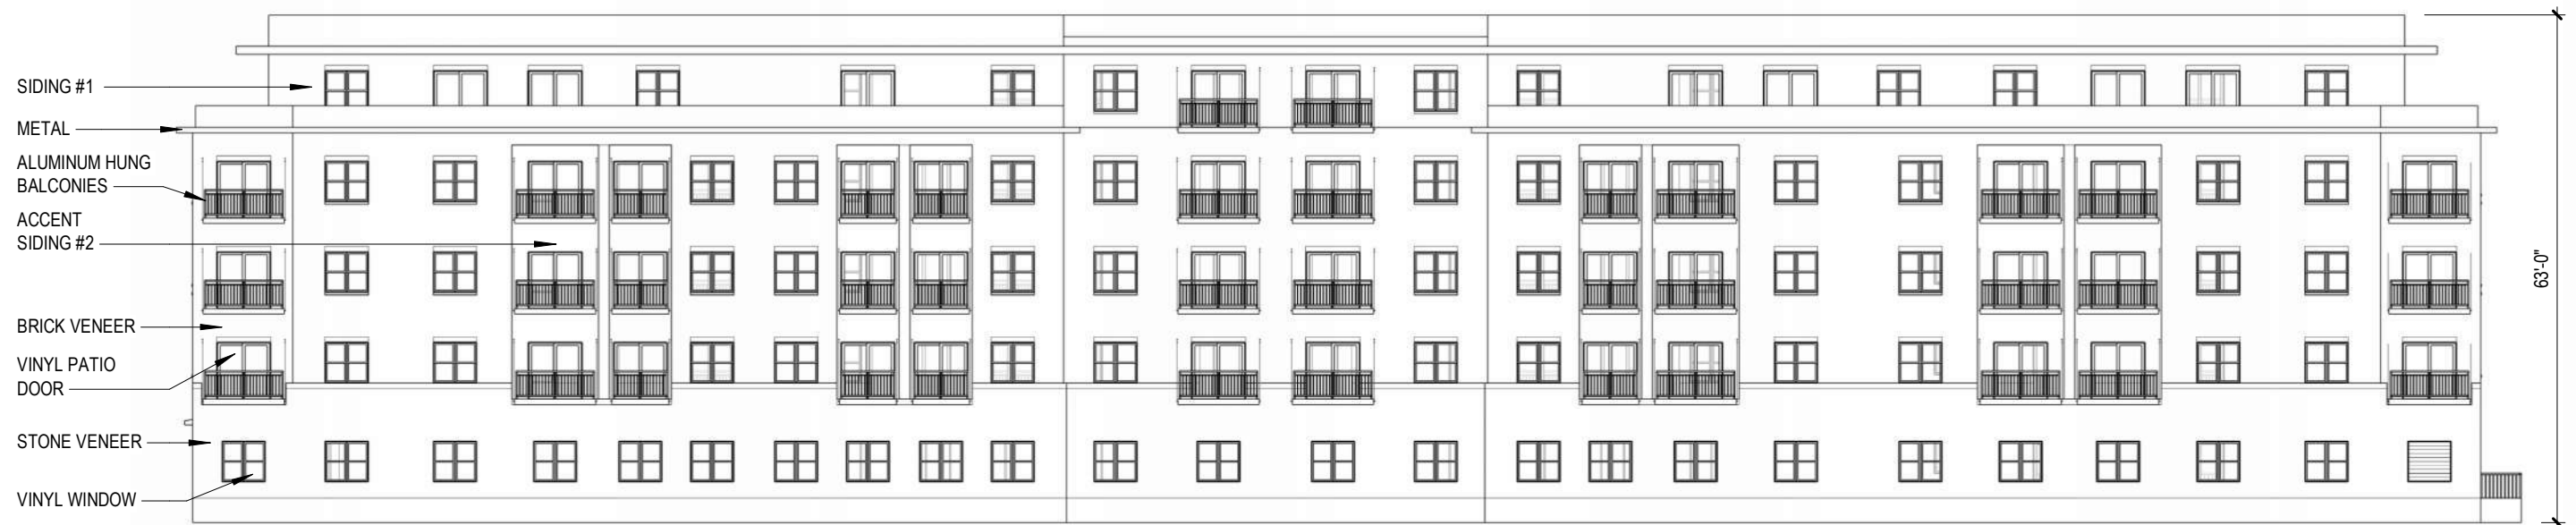 SIDING #1
METAL
ALUMINUM HUNG
BALCONIES
ACCENT
SIDING #2
BRICK VENEER
VINYL PATIO
DOOR
STONE VENEER
VINYL WINDOW
63'-0"